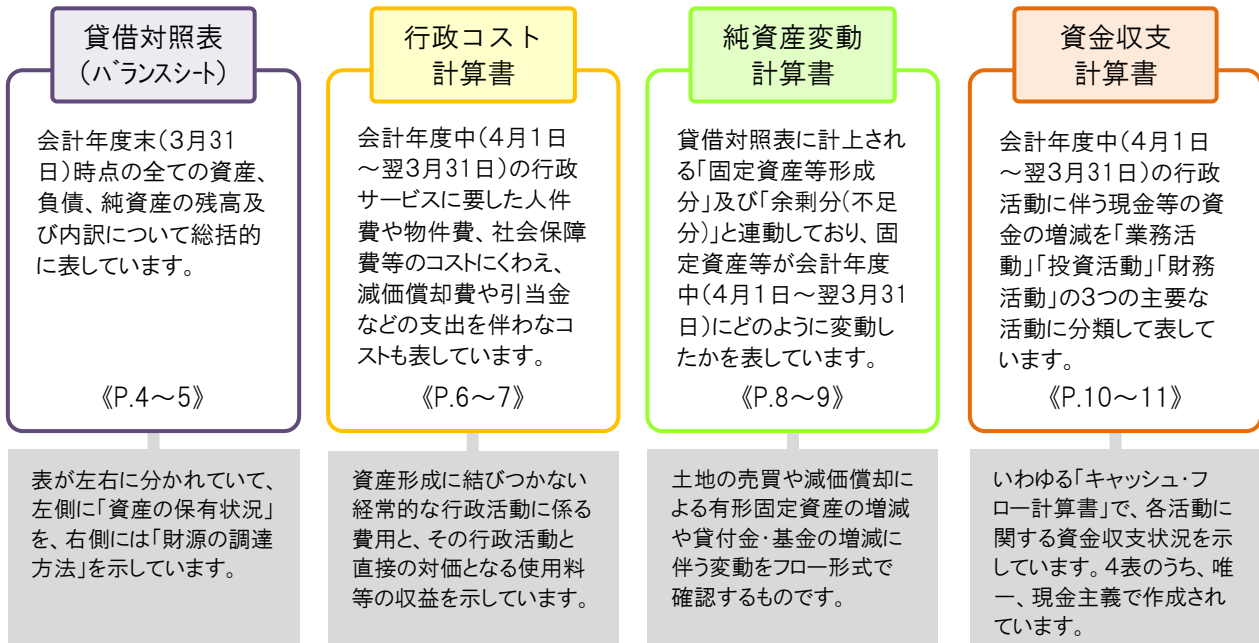 貸借対照表
(バランスシート)
会計年度末(3月31
日)時点の全ての資産、
負債、純資産の残高及
び内訳について総括的
に表しています。
《P.4~5》
表が左右に分かれていて、
左側に「資産の保有状況」
を、右側には「財源の調達
方法」を示しています。
行政コスト
計算書
会計年度中(4月1日
~翌3月31日)の行政
サービスに要した人件
費や物件費、社会保障
費等のコストにくわえ、
減価償却費や引当金
などの支出を伴わなコ
ストも表しています。
《P.6~7》
資産形成に結びつかない
経常的な行政活動に係る
費用と、その行政活動と
直接の対価となる使用料
等の収益を示しています。
純資産変動
計算書
貸借対照表に計上され
る「固定資産等形成
分」及び「余剰分(不足
分)」と連動しており、固
定資産等が会計年度
中(4月1日~翌3月31
日)にどのように変動し
たかを表しています。
《P.8~9》
土地の売買や減価償却に
よる有形固定資産の増減
や貸付金・基金の増減に
伴う変動をフロー形式で
確認するものです。
資金収支
計算書
会計年度中(4月1日
~翌3月31日)の行政
活動に伴う現金等の資
金の増減を「業務活
動」「投資活動」「財務
活動」の3つの主要な
活動に分類して表して
います。
《P.10~11》
いわゆる「キャッシュ・フ
ロー計算書」で、各活動に
関する資金収支状況を示
しています。4表のうち、唯
一、現金主義で作成され
ています。